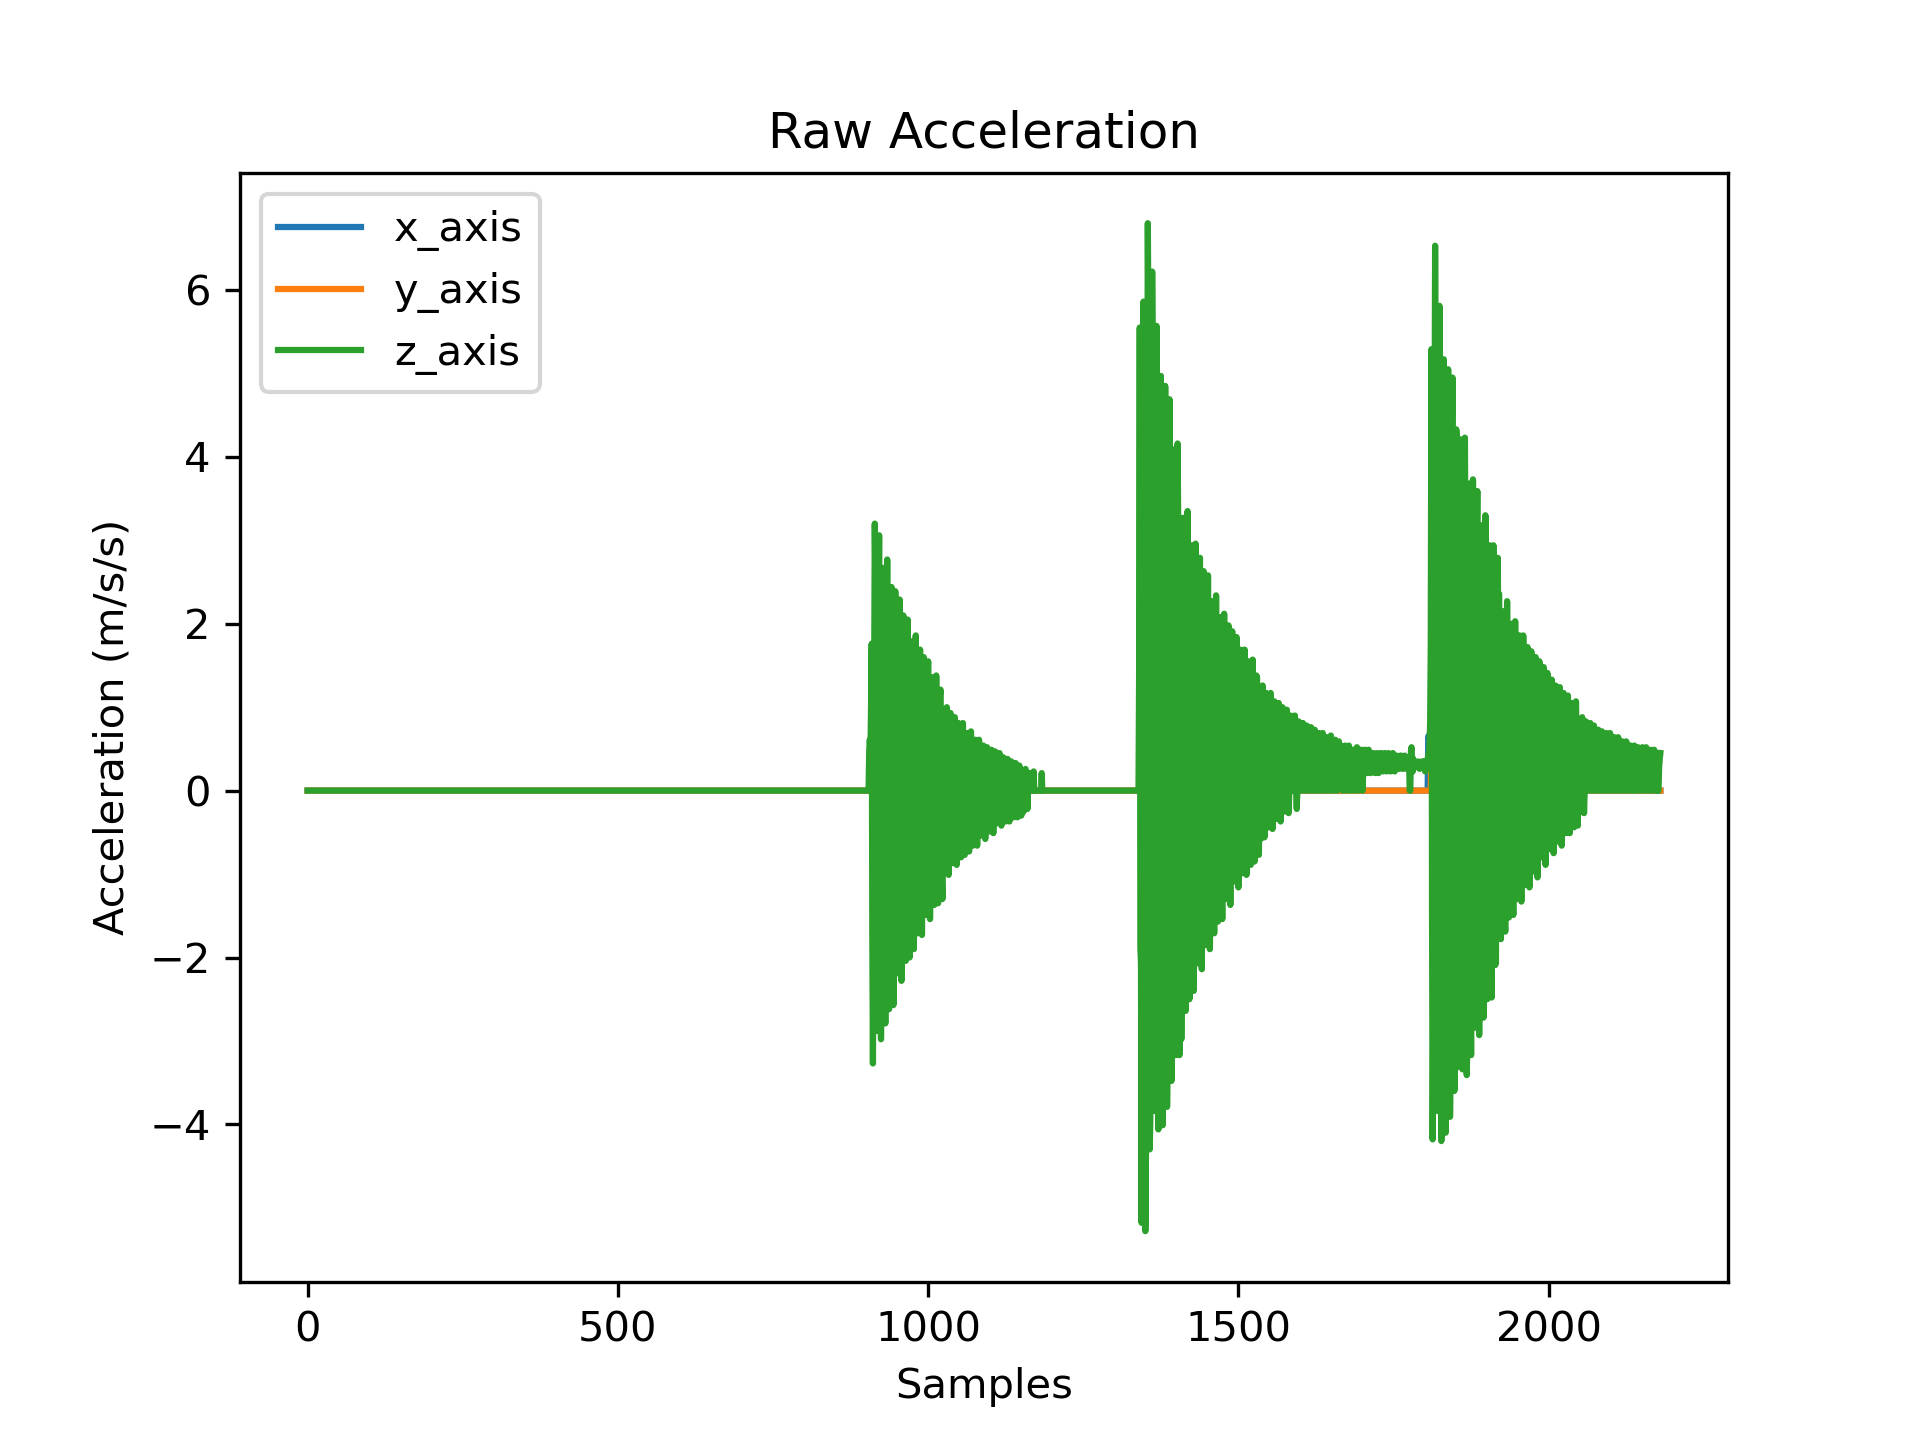 Raw Acceleration
x_axis
y_axis
z_axis
6
4
2
0
−2
−4
Acceleration (m/s/s)
0 500 1000 1500 2000
Samples